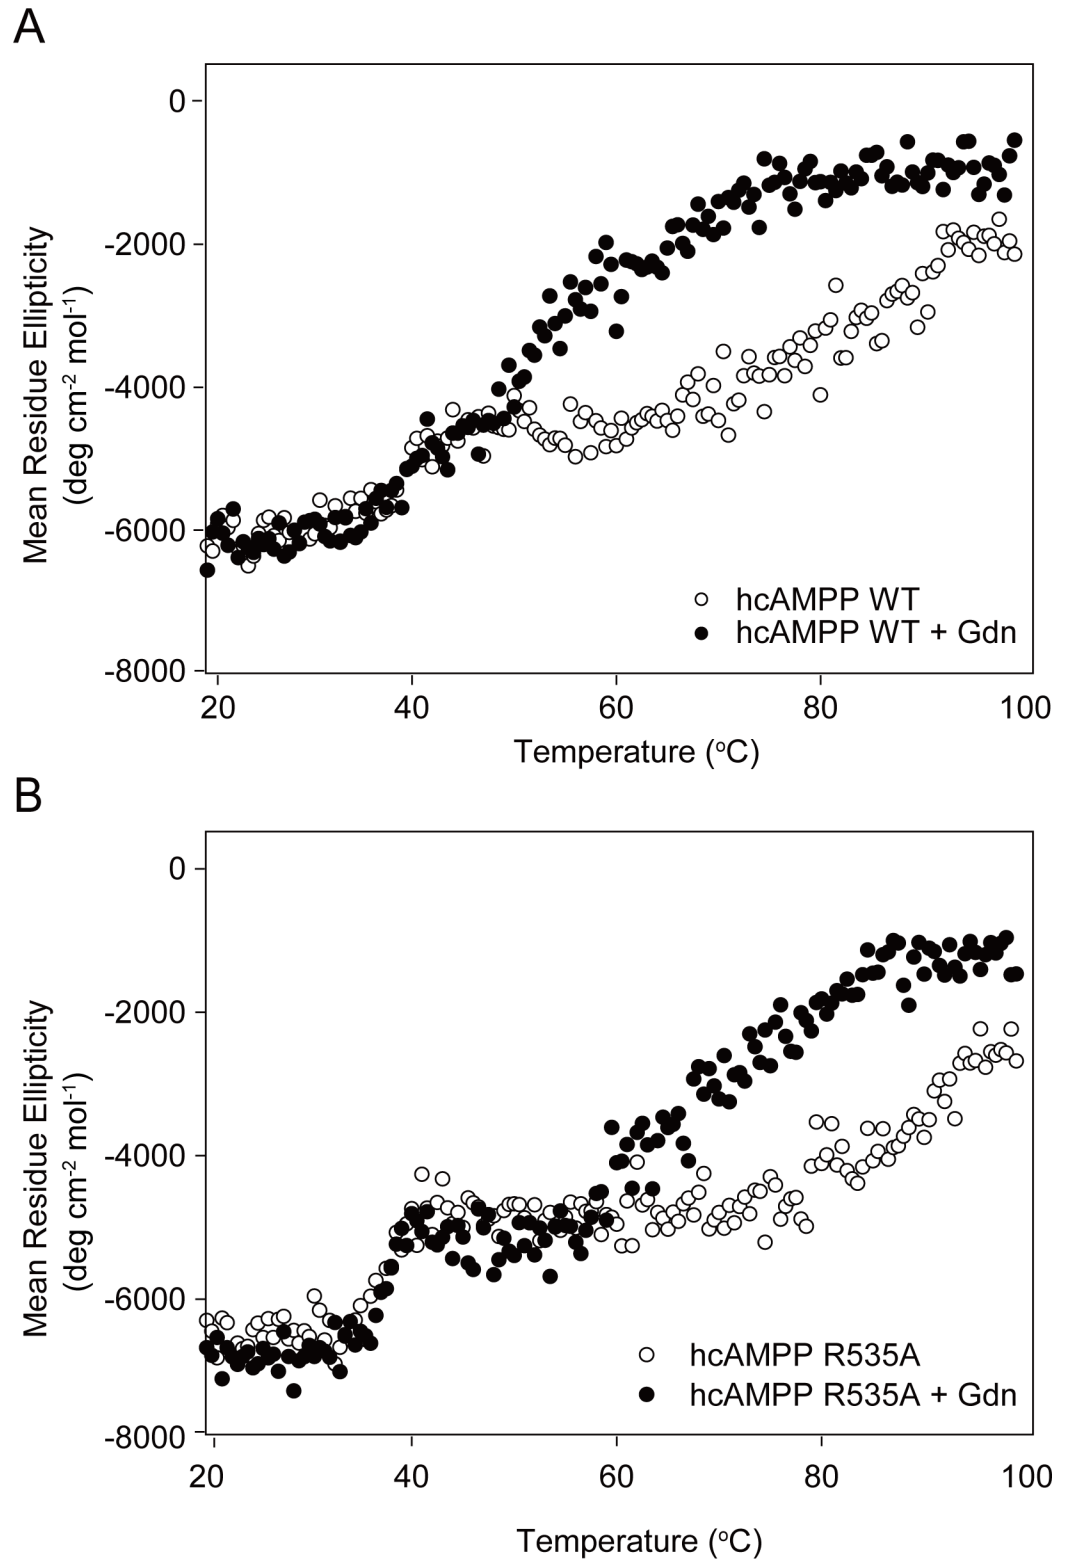 A
0
-2000
-4000
-6000
-8000
Mean Residue Ellipticity
(deg cm⁻² mol⁻¹)
hcAMPP WT
hcAMPP WT + Gdn
20 40 60 80 100
Temperature (ºC)
B
0
-2000
-4000
-6000
-8000
Mean Residue Ellipticity
(deg cm⁻² mol⁻¹)
hcAMPP R535A
hcAMPP R535A + Gdn
20 40 60 80 100
Temperature (ºC)